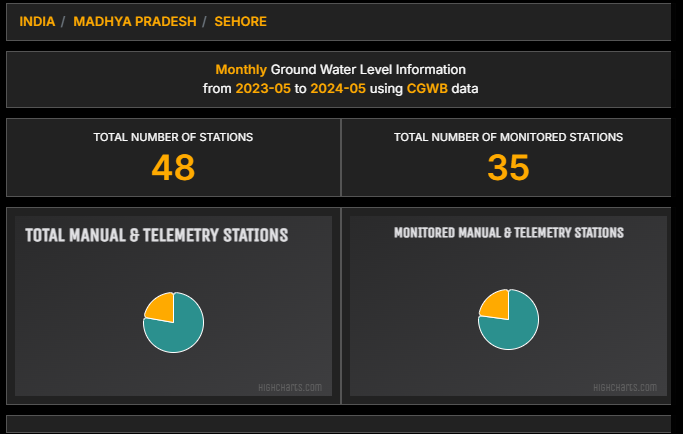 INDIA / MADHYA PRADESH / SEHORE
Monthly Ground Water Level Information
from 2023-05 to 2024-05 using CGWB data
TOTAL NUMBER OF STATIONS
48
TOTAL NUMBER OF MONITORED STATIONS
35
TOTAL MANUAL & TELEMETRY STATIONS
Highcharts.com
MONITORED MANUAL & TELEMETRY STATIONS
Highcharts.com